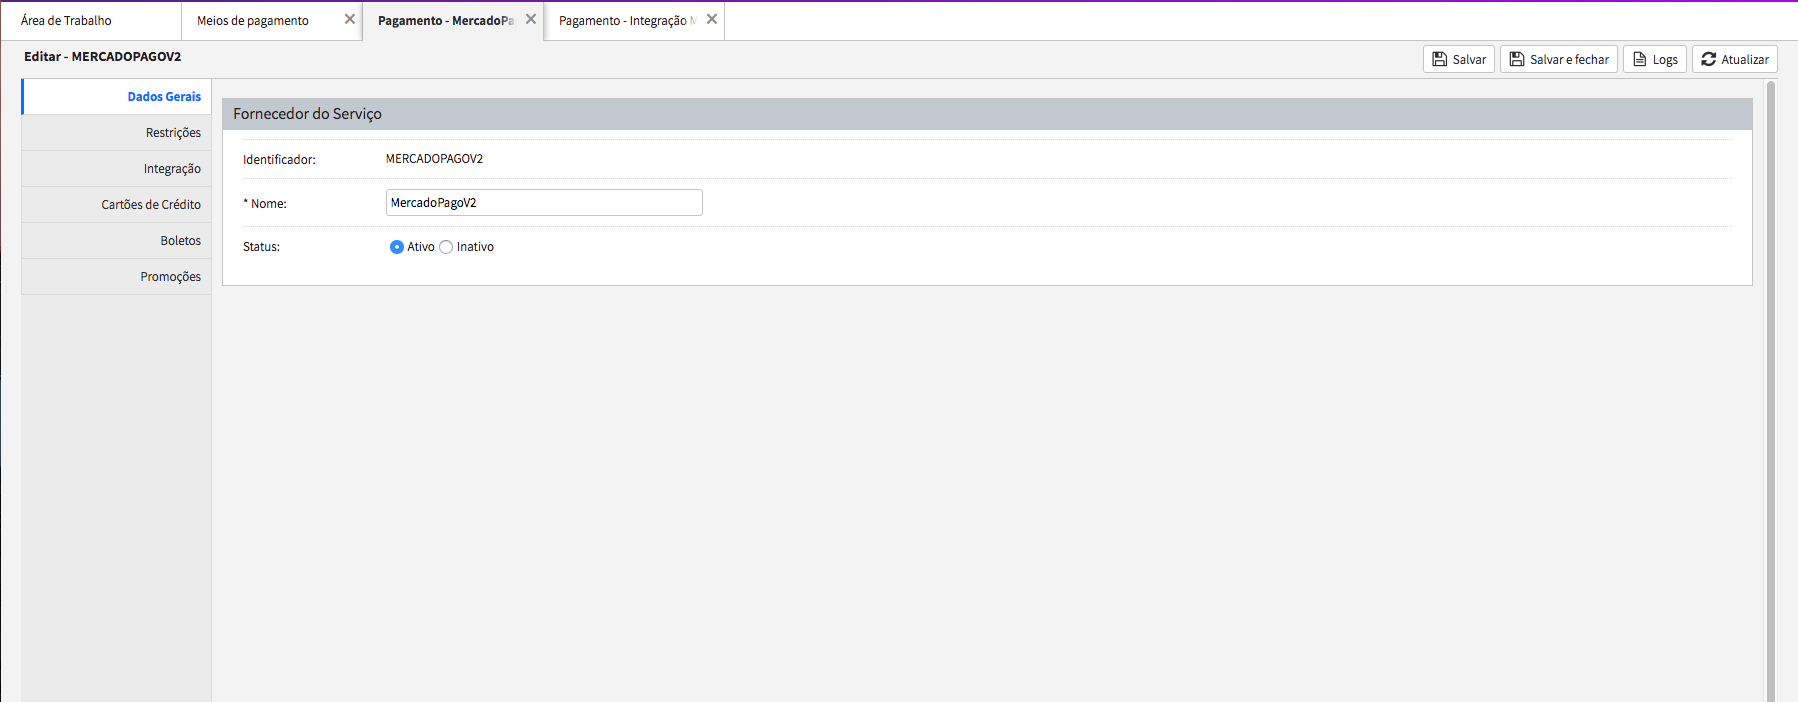 Área de Trabalho
Meios de pagamento
Pagamento - MercadoPa
Pagamento - Integração M
Editar - MERCADOPAGOV2
Salvar
Salvar e fechar
Logs
Atualizar
Dados Gerais
Restrições
Integração
Cartões de Crédito
Boletos
Promoções
Fornecedor do Serviço
Identificador: MERCADOPAGOV2
* Nome: MercadoPagoV2
Status: Ativo Inativo